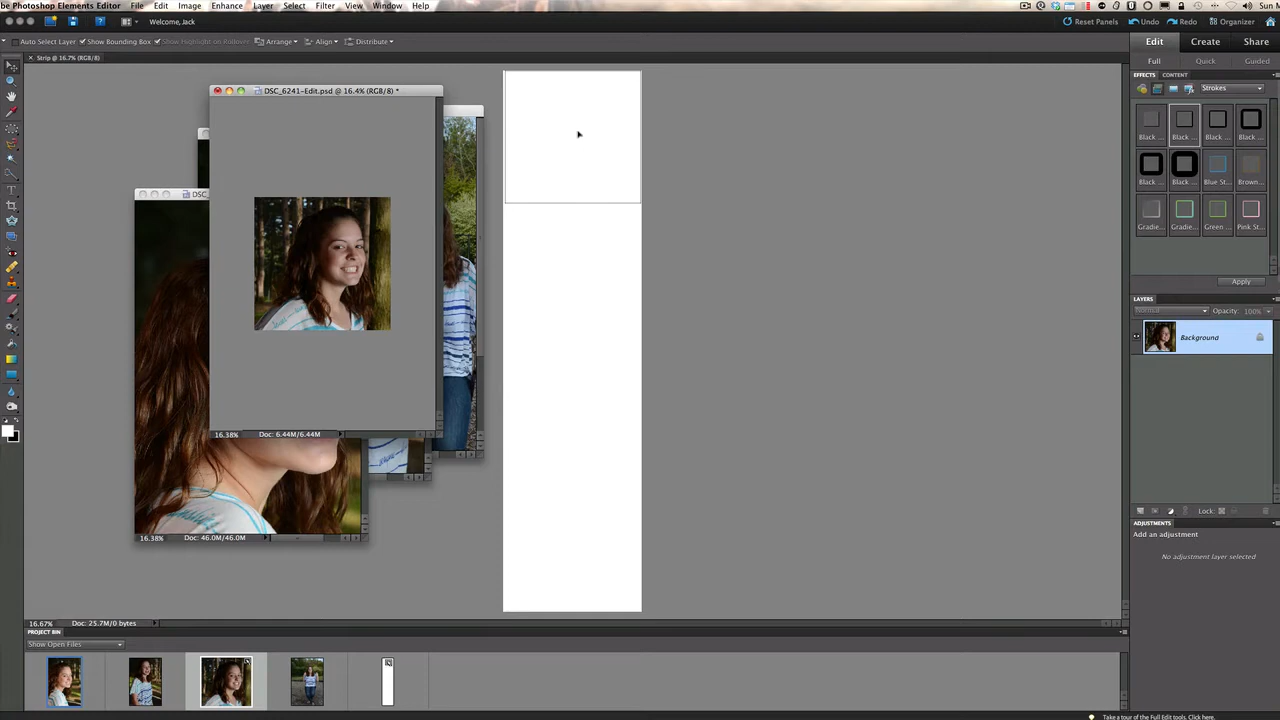 be Photoshop Elements Editor File Edit Image Enhance Layer Select Filter View Window Help Sun M
Welcome, Jack Reset Panels Undo Redo Organizer
Auto Select Layer Show Bounding Box Show Highlight on Rollover Arrange Align Distribute Edit Create Share
Strip @ 16.7% (RGB/8) Full Quick Guided
EFFECTS CONTENT
Strokes
DSC_6241-Edit.psd @ 16.4% (RGB/8) *
DSC_
Black ... Black ... Black ... Black ...
Black ... Black ... Blue St... Brown...
Gradie... Gradie... Green ... Pink St...
Apply
LAYERS
Normal Opacity: 100%
Background
16.38% Doc: 6.44M/6.44M
16.38% Doc: 46.0M/46.0M
Lock:
ADJUSTMENTS
Add an adjustment
No adjustment layer selected
16.67% Doc: 25.7M/0 bytes
PROJECT BIN
Show Open Files
Take a tour of the Full Edit tools. Click here.